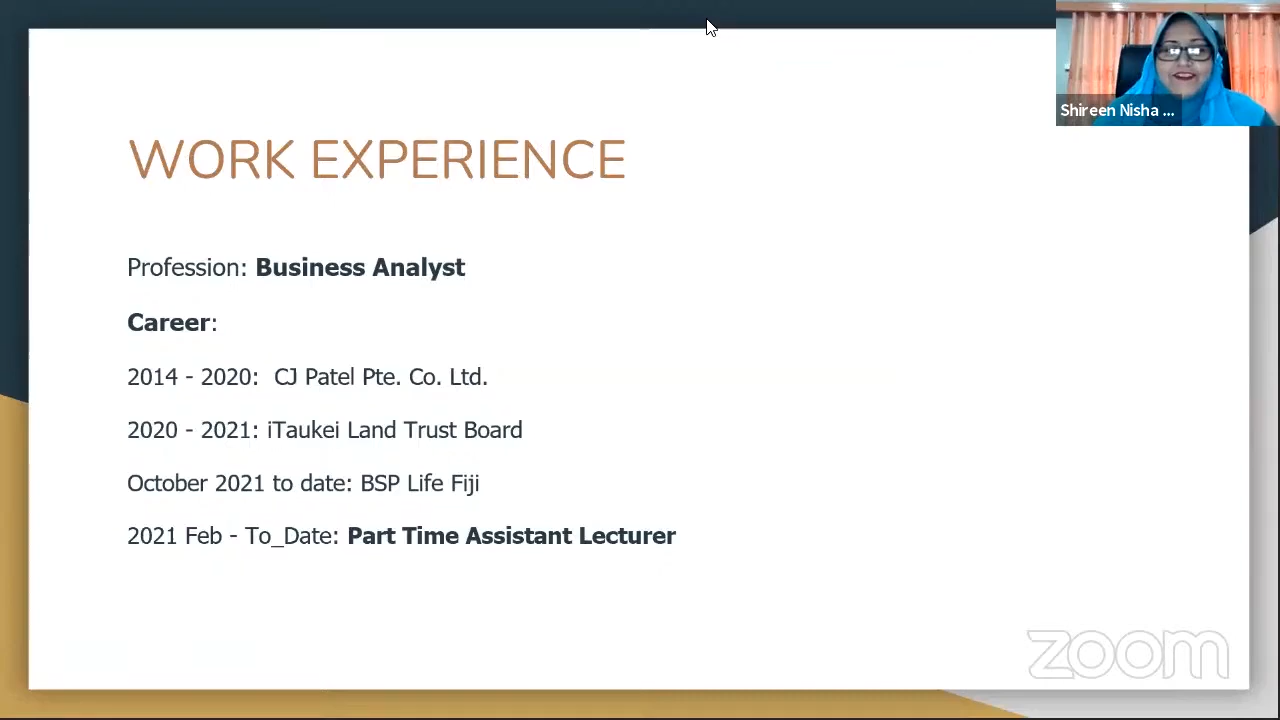 Shireen Nisha ...
WORK EXPERIENCE
Profession: Business Analyst
Career:
2014 - 2020: CJ Patel Pte. Co. Ltd.
2020 - 2021: iTaukei Land Trust Board
October 2021 to date: BSP Life Fiji
2021 Feb - To_Date: Part Time Assistant Lecturer
zoom